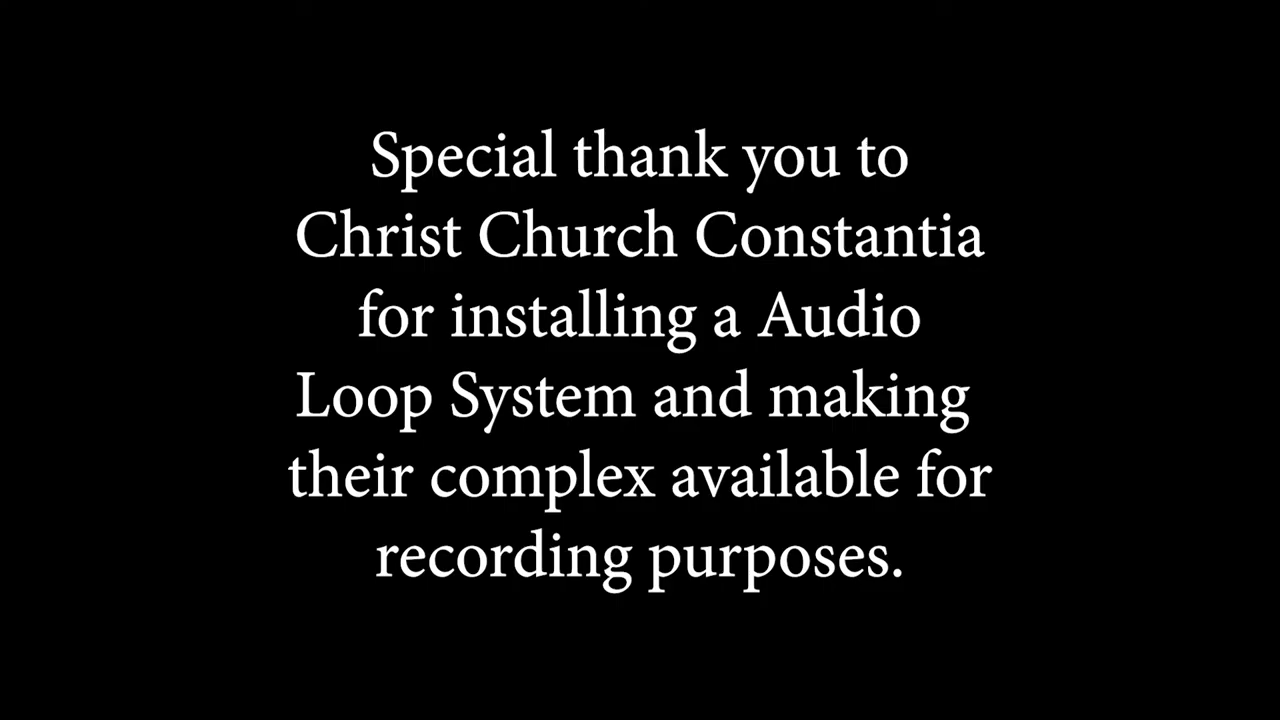 Special thank you to
Christ Church Constantia
for installing a Audio
Loop System and making
their complex available for
recording purposes.